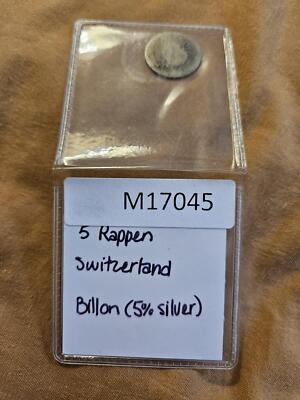 M17045
5 Rappen
Switzerland
Billon (5% silver)